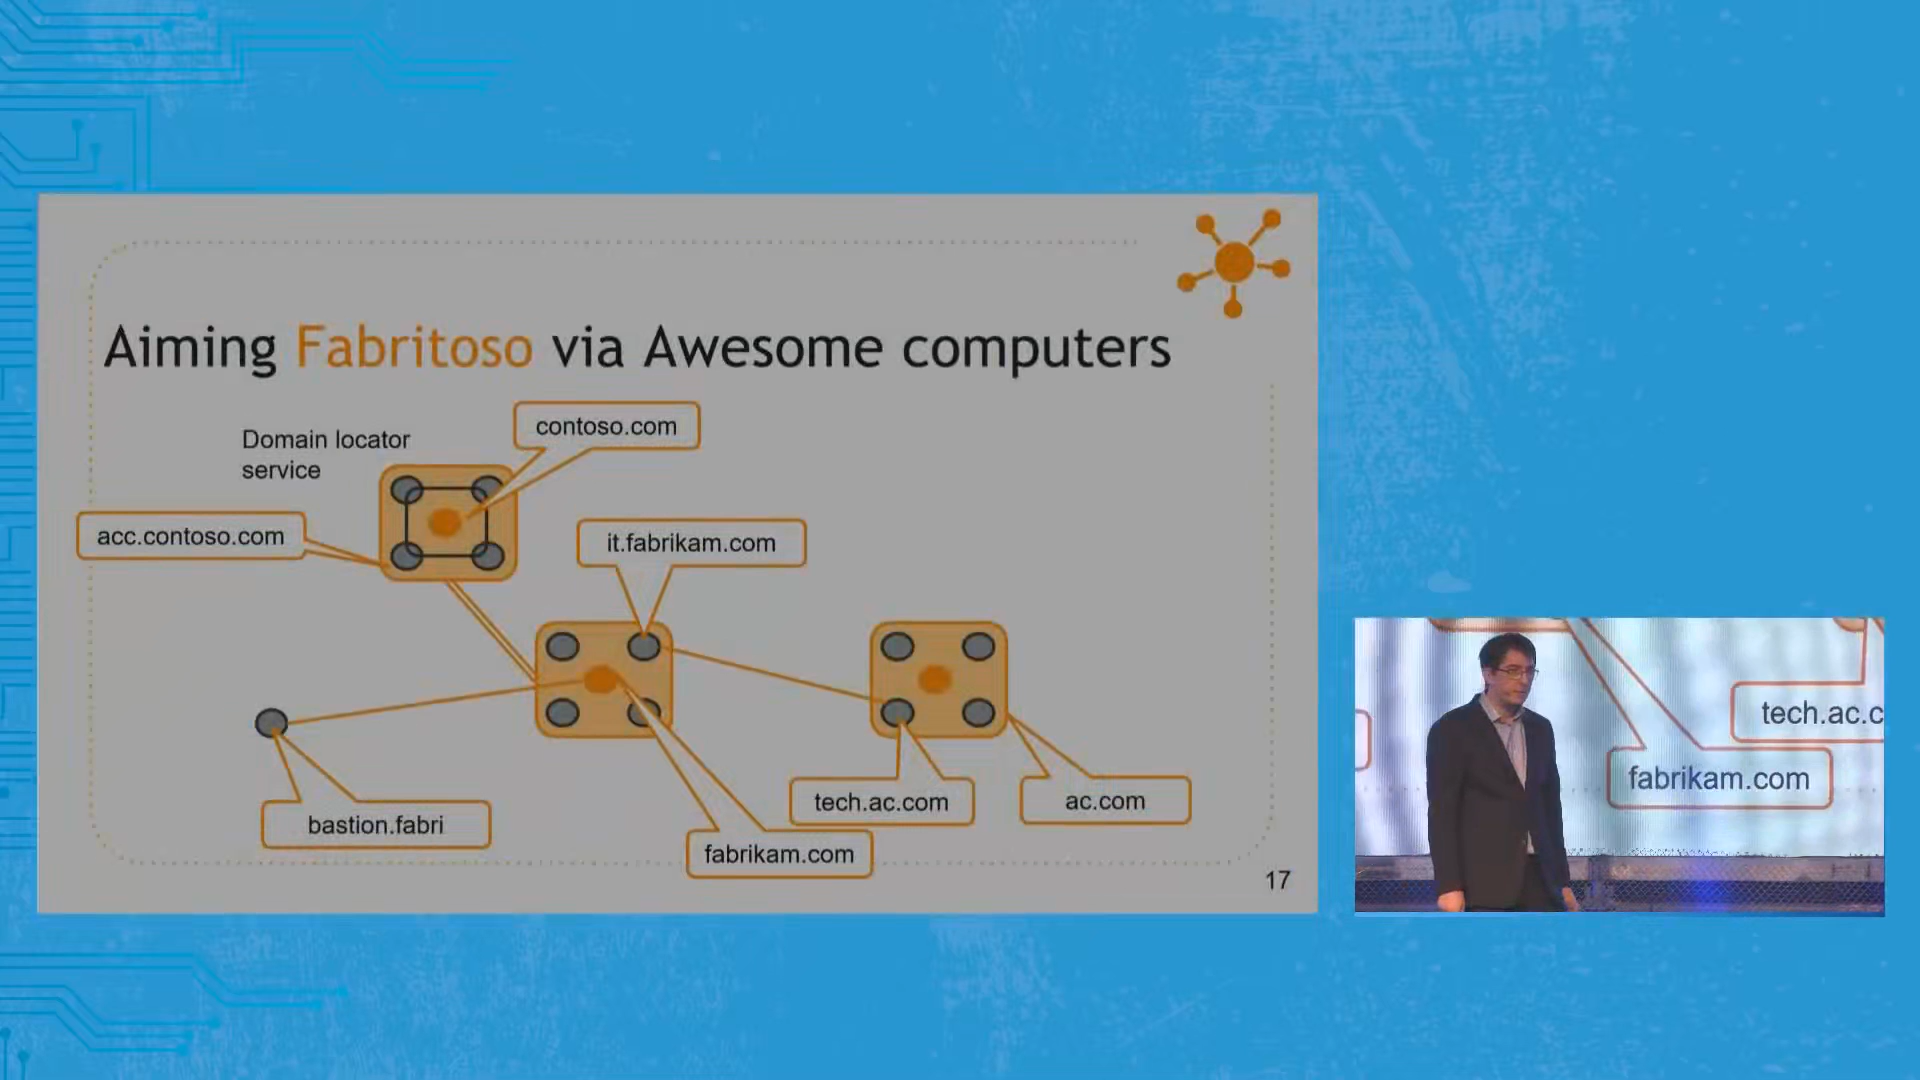 Aiming Fabritoso via Awesome computers
contoso.com
Domain locator
service
acc.contoso.com
it.fabrikam.com
bastion.fabri
tech.ac.com
ac.com
fabrikam.com
17
tech.ac.c
fabrikam.com